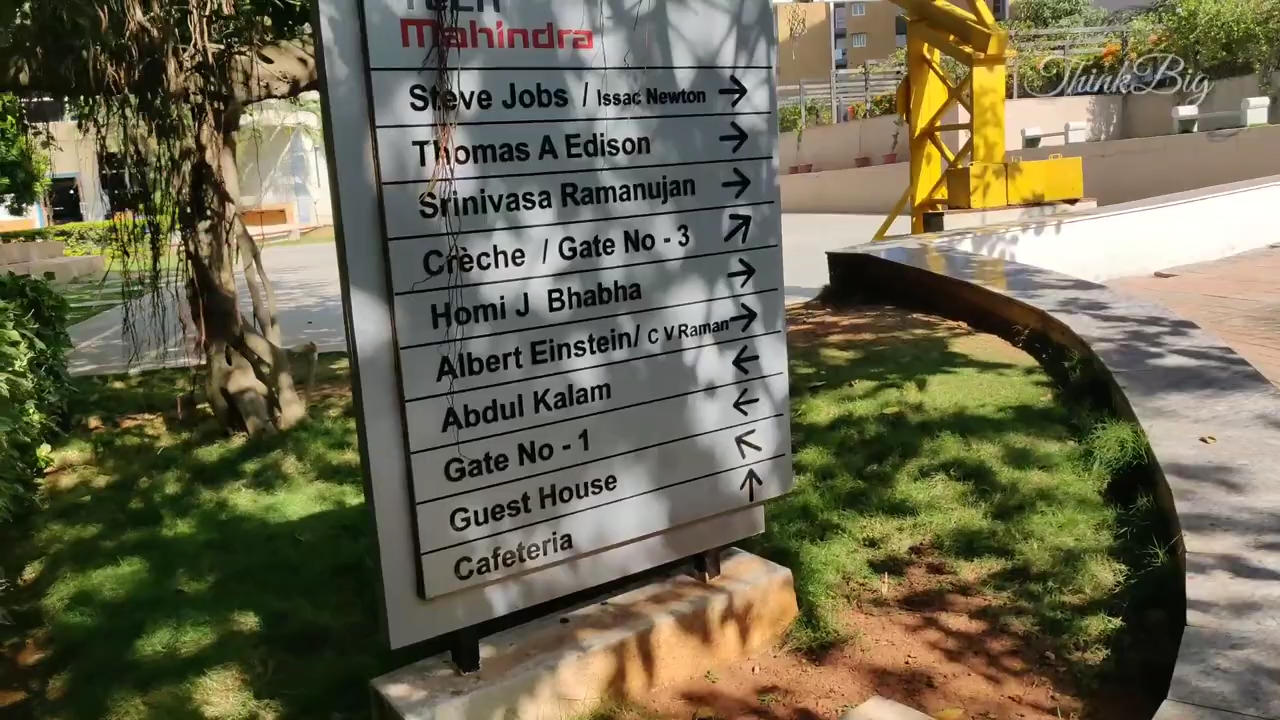 TECH
mahindra
ThinkBig
Steve Jobs / Issac Newton →
Thomas A Edison →
Srinivasa Ramanujan →
Crèche / Gate No - 3 ↗
Homi J Bhabha →
Albert Einstein/ C V Raman →
Abdul Kalam ←
Gate No - 1 ←
Guest House ↖
Cafeteria ↑